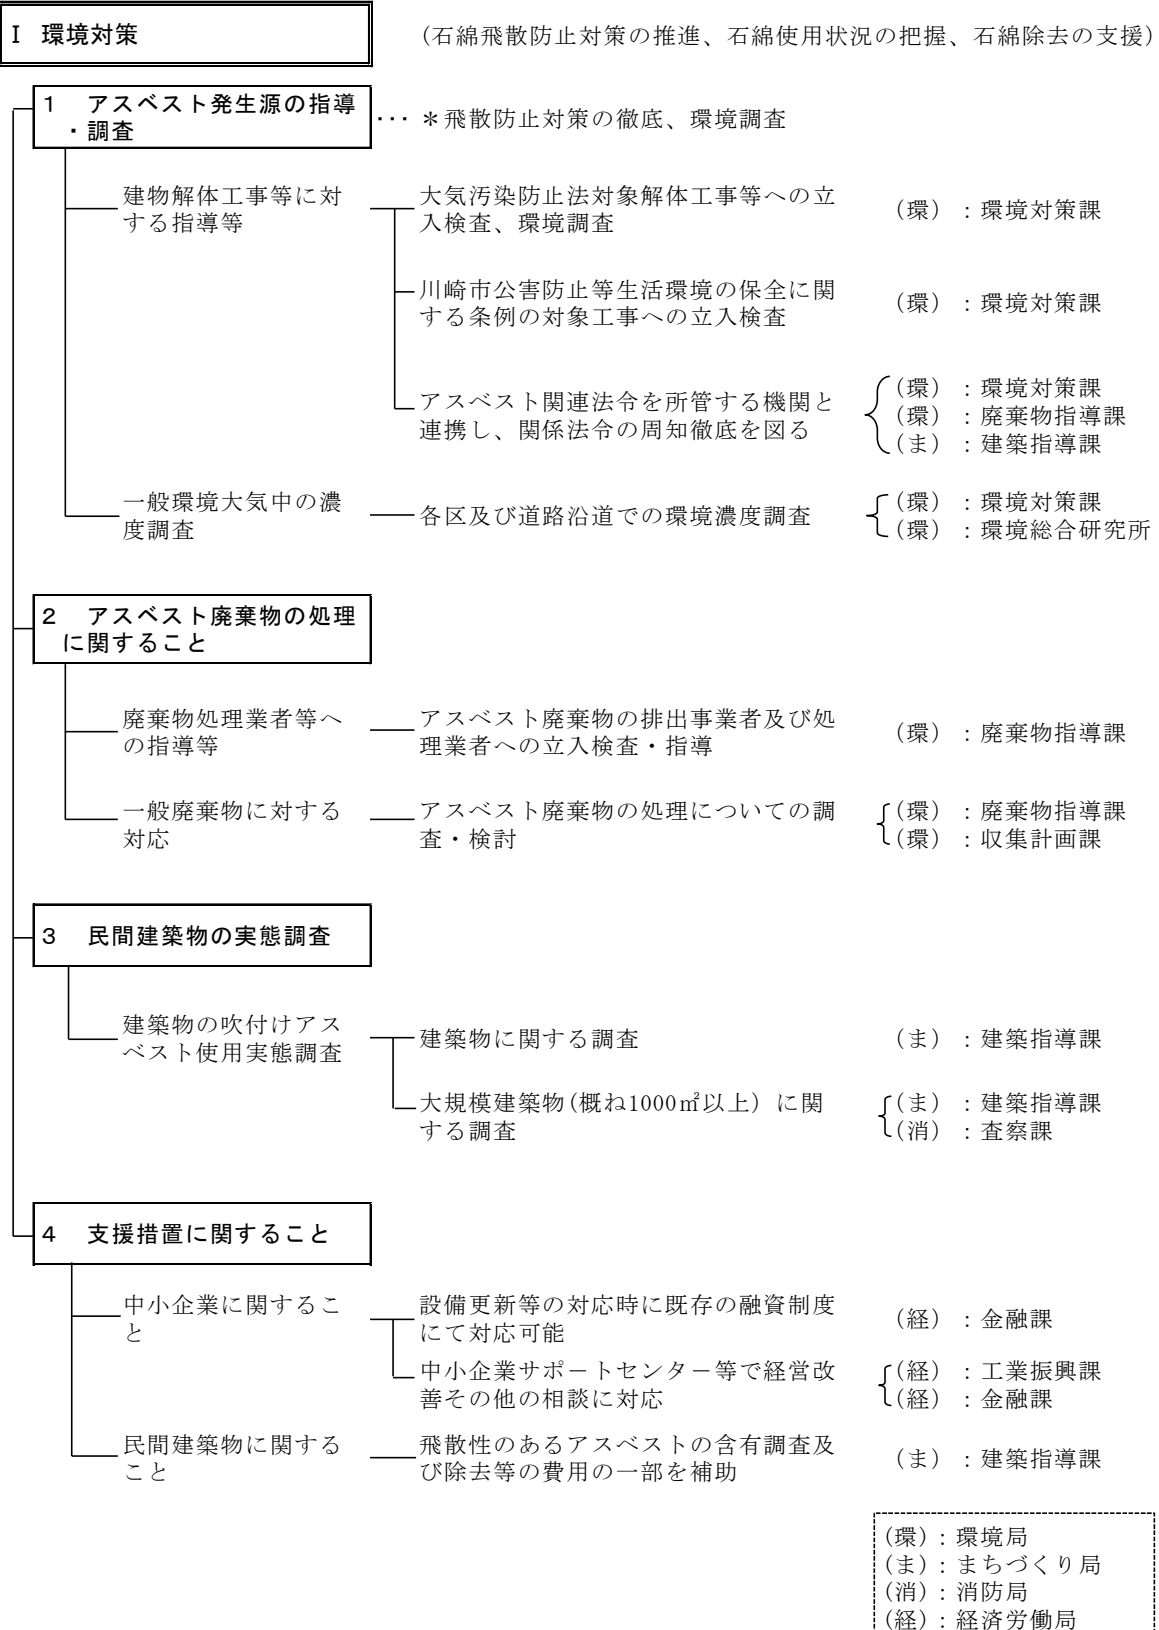 Ⅰ 環境対策
(石綿飛散防止対策の推進、石綿使用状況の把握、石綿除去の支援)
1 アスベスト発生源の指導
・調査
・・・ ＊飛散防止対策の徹底、環境調査
建物解体工事等に対
する指導等
大気汚染防止法対象解体工事等への立
入検査、環境調査
(環) ：環境対策課
川崎市公害防止等生活環境の保全に関
する条例の対象工事への立入検査
(環) ：環境対策課
アスベスト関連法令を所管する機関と
連携し、関係法令の周知徹底を図る
(環) ：環境対策課
(環) ：廃棄物指導課
(ま) ：建築指導課
一般環境大気中の濃
度調査
各区及び道路沿道での環境濃度調査
(環) ：環境対策課
(環) ：環境総合研究所
2 アスベスト廃棄物の処理
に関すること
廃棄物処理業者等へ
の指導等
アスベスト廃棄物の排出事業者及び処
理業者への立入検査・指導
(環) ：廃棄物指導課
一般廃棄物に対する
対応
アスベスト廃棄物の処理についての調
査・検討
(環) ：廃棄物指導課
(環) ：収集計画課
3 民間建築物の実態調査
建築物の吹付けアス
ベスト使用実態調査
建築物に関する調査
(ま) ：建築指導課
大規模建築物(概ね1000㎡以上) に関
する調査
(ま) ：建築指導課
(消) ：査察課
4 支援措置に関すること
中小企業に関するこ
と
設備更新等の対応時に既存の融資制度
にて対応可能
(経) ：金融課
中小企業サポ－トセンタ－等で経営改
善その他の相談に対応
(経) ：工業振興課
(経) ：金融課
民間建築物に関する
こと
飛散性のあるアスベストの含有調査及
び除去等の費用の一部を補助
(ま) ：建築指導課
(環)：環境局
(ま)：まちづくり局
(消)：消防局
(経)：経済労働局